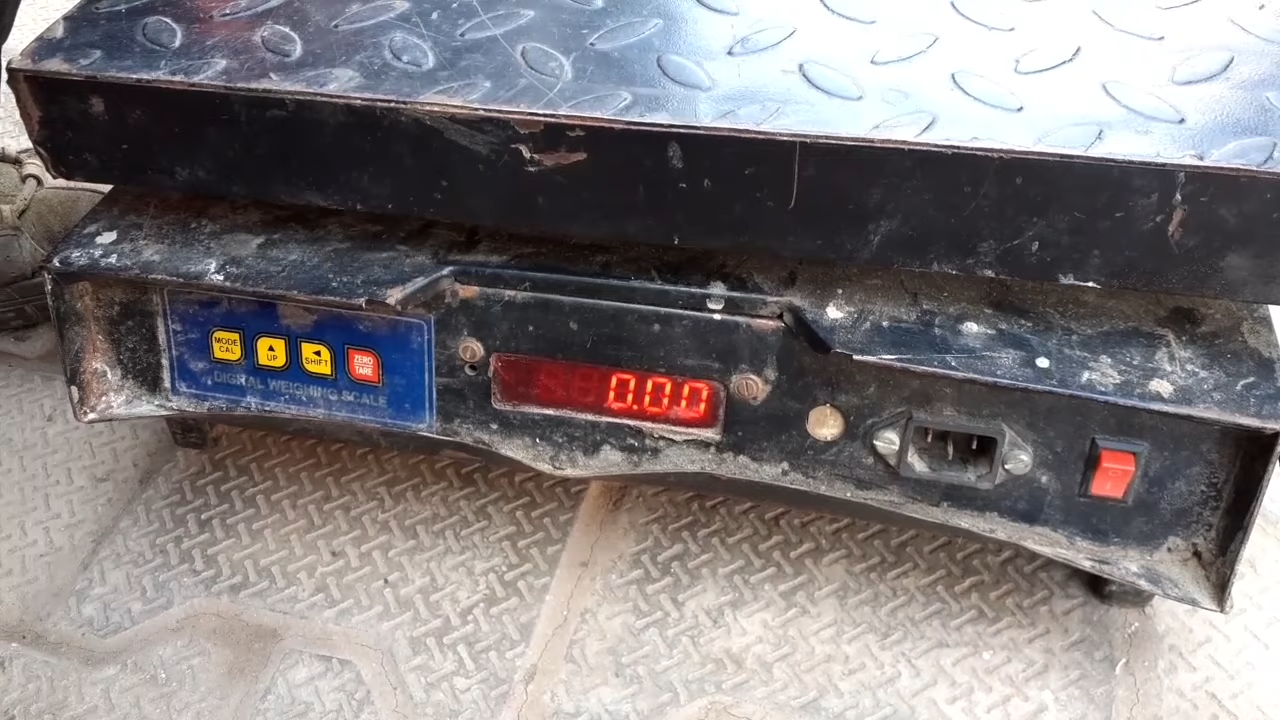 MODE
CAL
UP
SHIFT
ZERO
TARE
DIGITAL WEIGHING SCALE
0.00